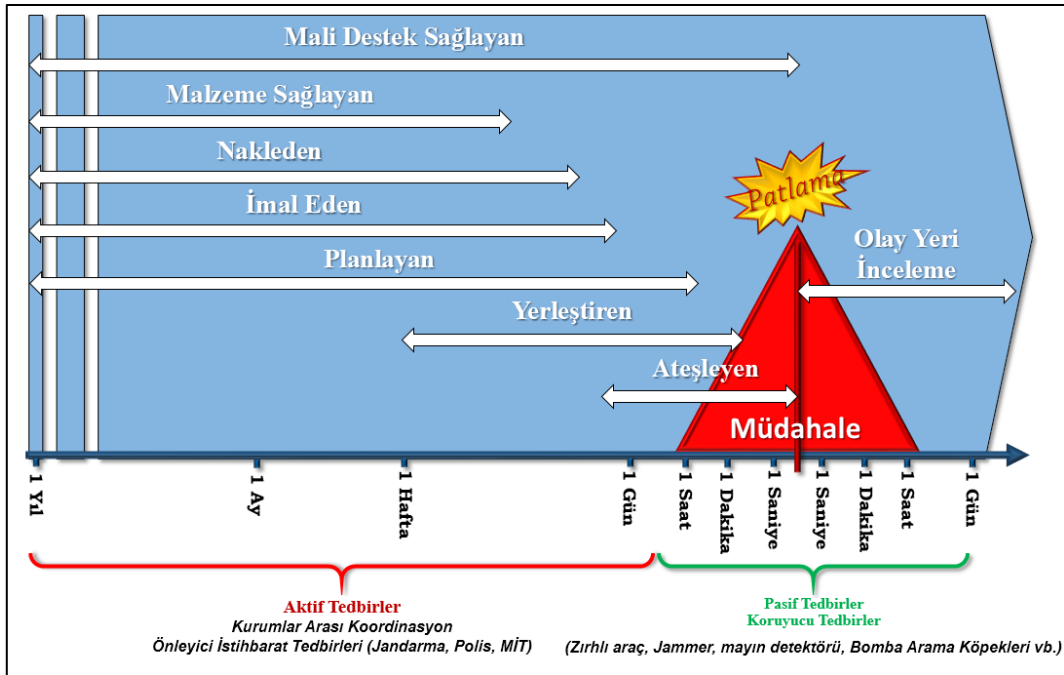 Mali Destek Sağlayan
Malzeme Sağlayan
Nakleden
İmal Eden
Planlayan
Yerleştiren
Ateşleyen
Patlama
Olay Yeri
İnceleme
Müdahale
1 Yıl
1 Ay
1 Hafta
1 Gün
1 Saat
1 Dakika
1 Saniye
1 Saniye
1 Dakika
1 Saat
1 Gün
Aktif Tedbirler
Kurumlar Arası Koordinasyon
Önleyici İstihbarat Tedbirleri (Jandarma, Polis, MİT)
Pasif Tedbirler
Koruyucu Tedbirler
(Zırhlı araç, Jammer, mayın detektörü, Bomba Arama Köpekleri vb.)